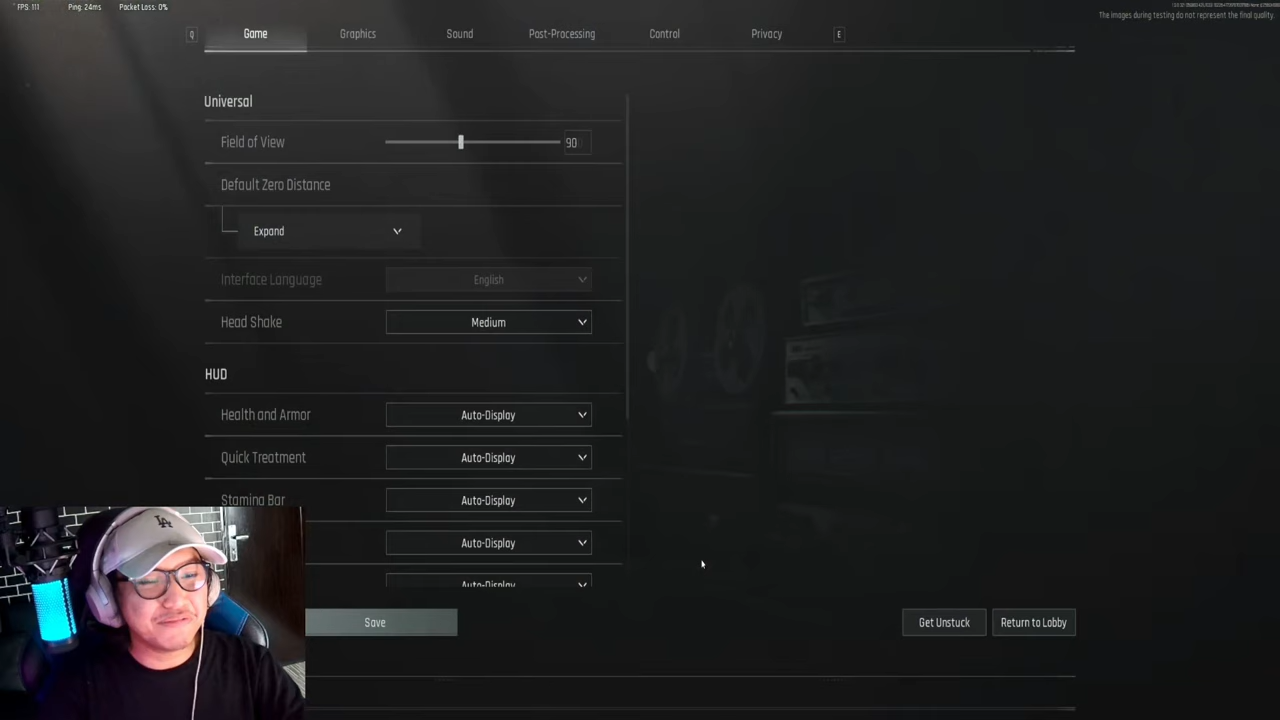 FPS: 111 Ping: 24ms Packet Loss: 0%
The images during testing do not represent the final quality.
Q Game Graphics Sound Post-Processing Control Privacy E
Universal
Field of View 90
Default Zero Distance
Expand
Interface Language English
Head Shake Medium
HUD
Health and Armor Auto-Display
Quick Treatment Auto-Display
Stamina Bar Auto-Display
Auto-Display
Auto-Display
LA
Save Get Unstuck Return to Lobby